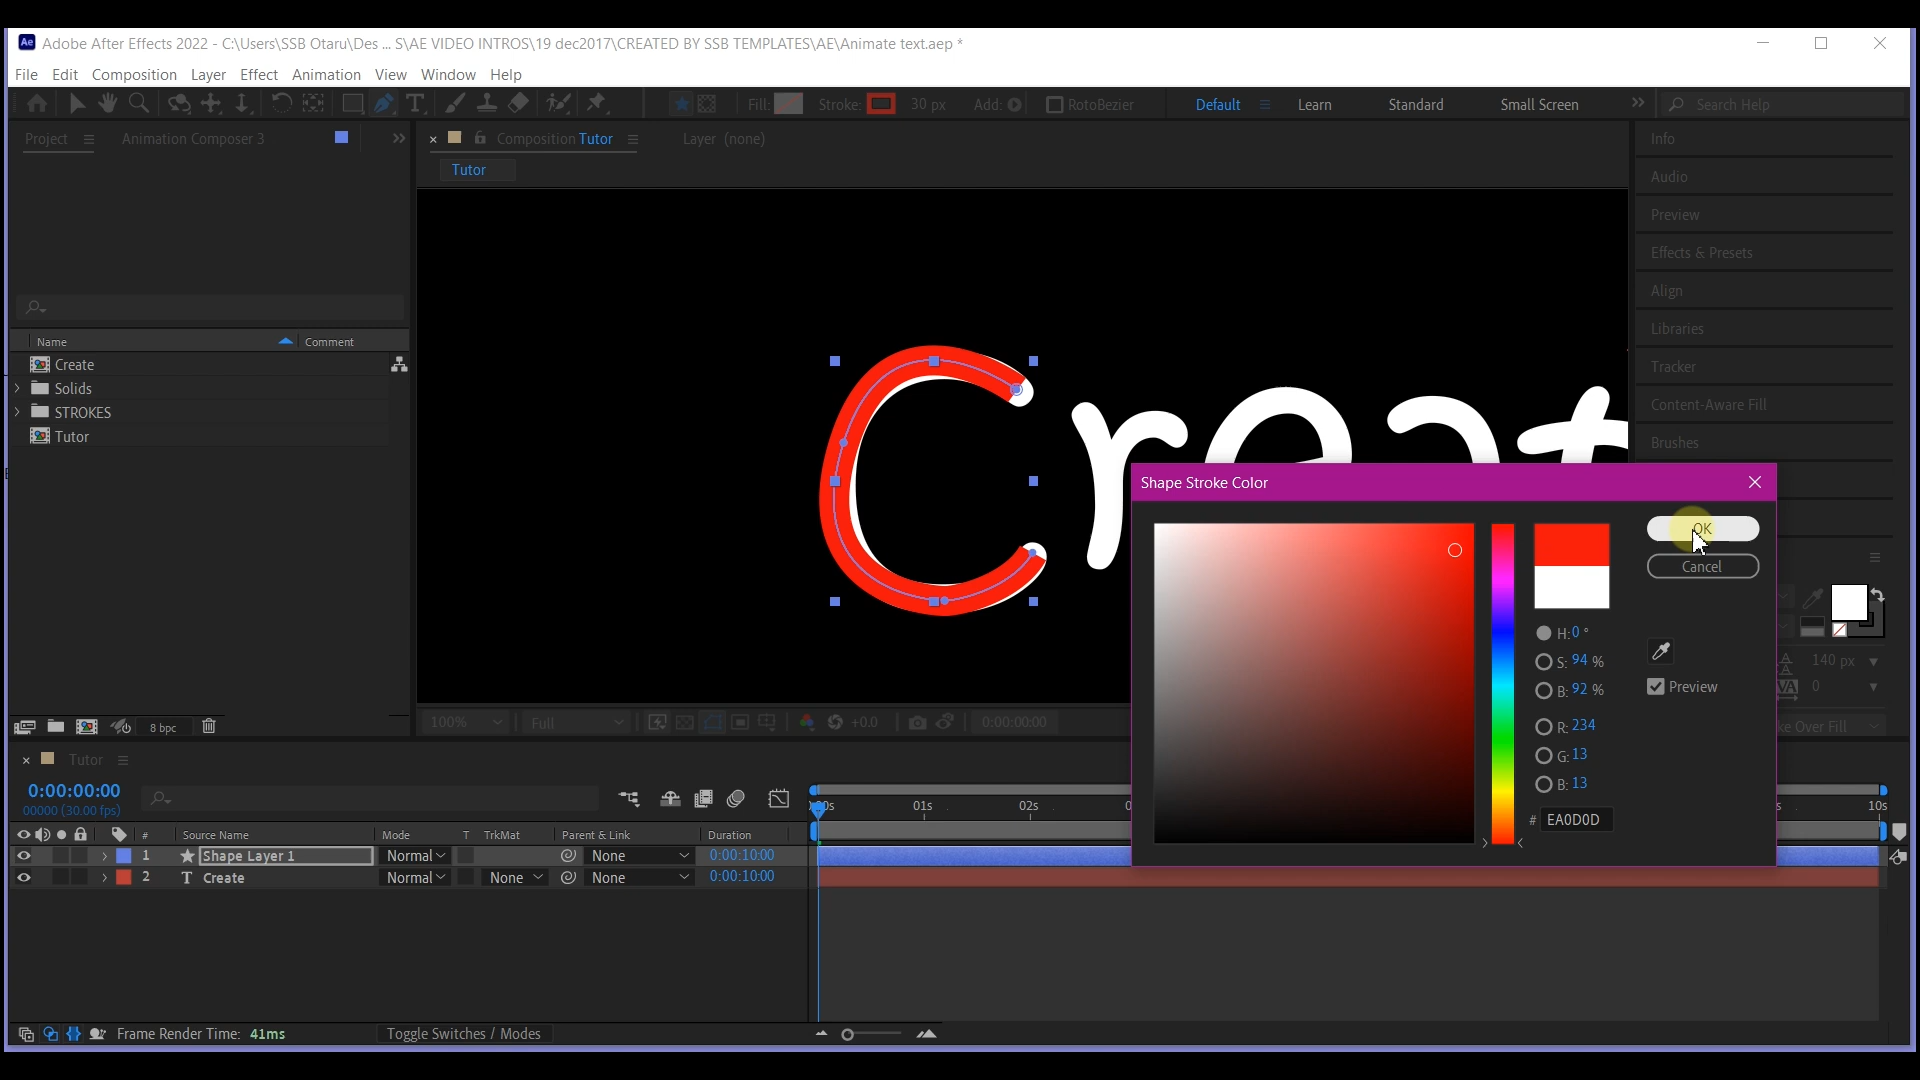 Ae Adobe After Effects 2022 - C:\Users\SSB Otaru\Des ... S\AE VIDEO INTROS\19 dec2017\CREATED BY SSB TEMPLATES\AE\Animate text.aep *
File Edit Composition Layer Effect Animation View Window Help
Fill: Stroke: 30 px Add: RotoBezier Default Learn Standard Small Screen Search Help
Project Animation Composer 3 Composition Tutor Layer (none) Info
Tutor
Audio
Preview
Effects & Presets
Align
Libraries
Tracker
Content-Aware Fill
Brushes
Name Comment
Create
Solids
STROKES
Tutor
Creat
Shape Stroke Color
OK
Cancel
H: 0 °
S: 94 %
B: 92 %
R: 234
G: 13
B: 13
# EA0D0D
Preview
140 px
0
ke Over Fill
8 bpc
100% Full +0.0 0:00:00:00
Tutor
0:00:00:00
00000 (30.00 fps)
01s 02s 10s
# Source Name Mode T TrkMat Parent & Link Duration
1 Shape Layer 1 Normal None 0:00:10:00
2 T Create Normal None None 0:00:10:00
Frame Render Time: 41ms Toggle Switches / Modes